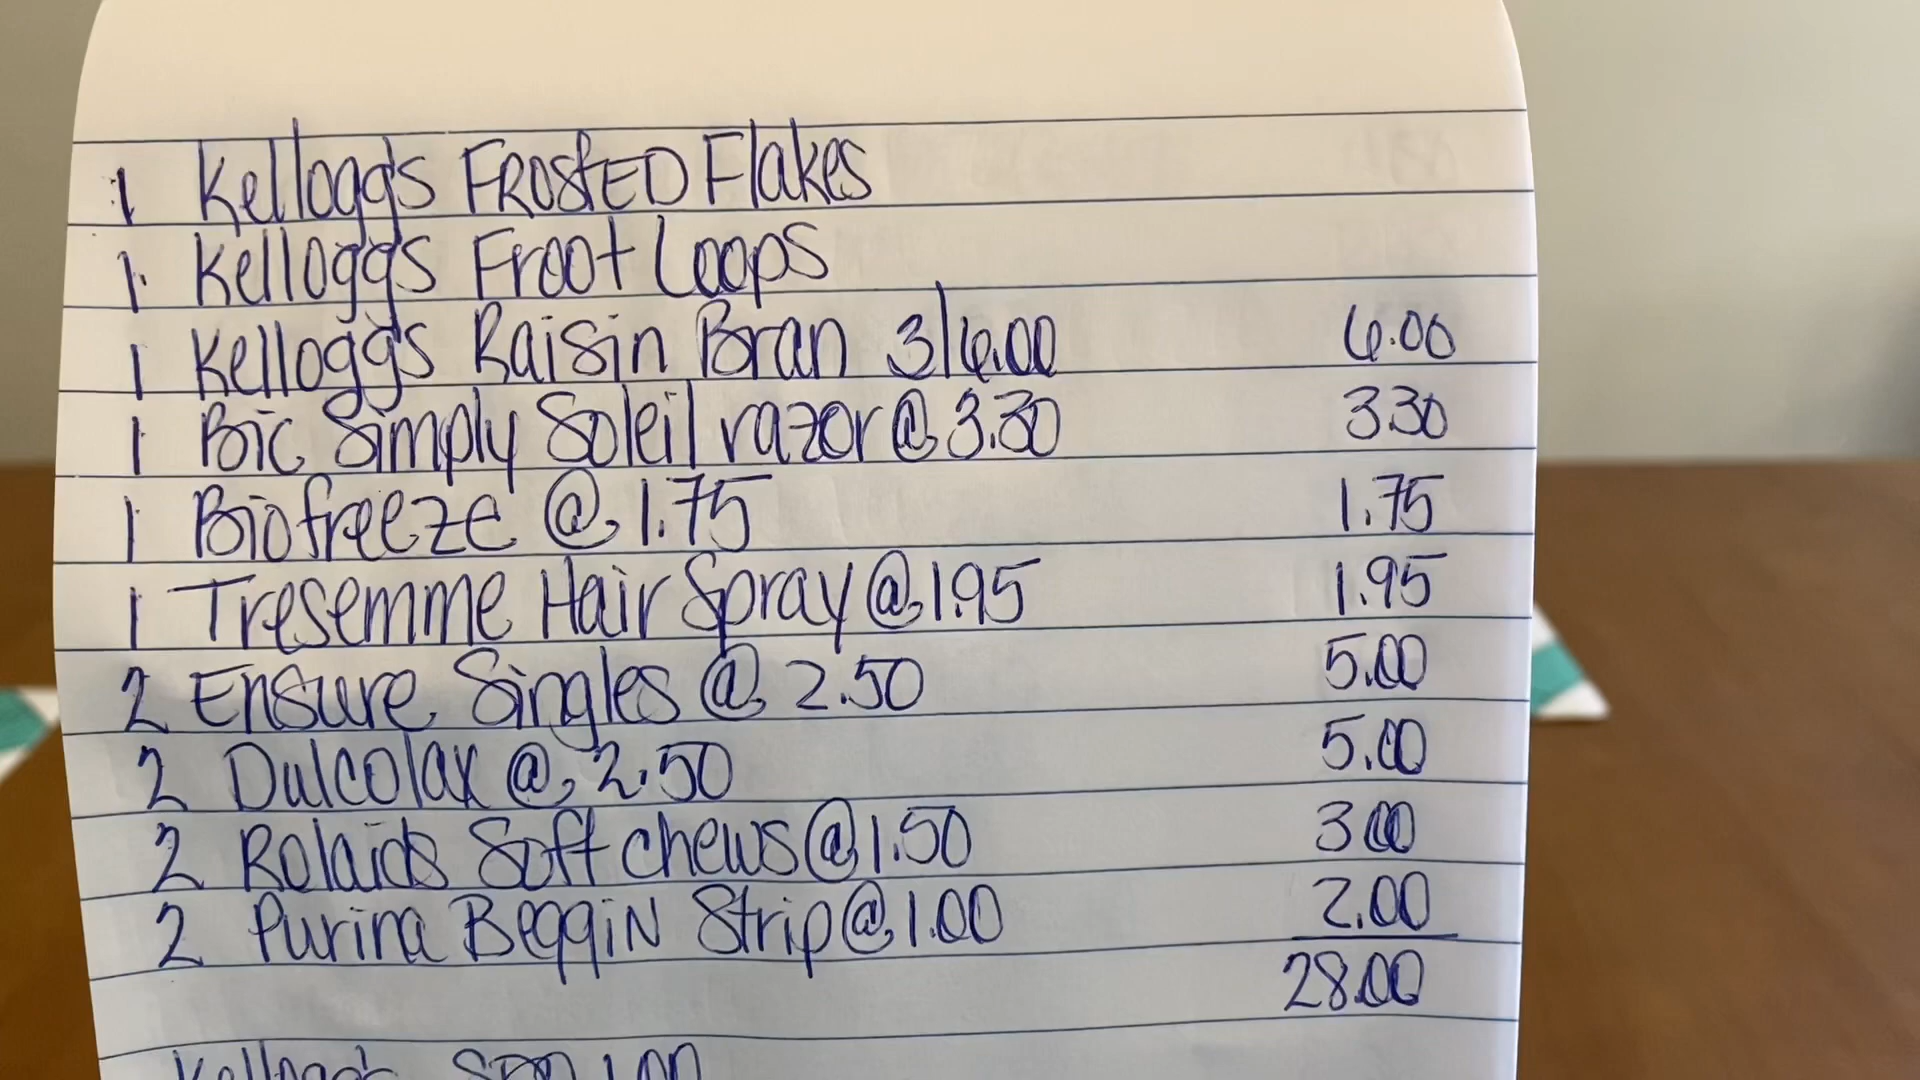 1 Kellogg's FROSTED Flakes
1 Kellogg's Froot Loops
1 Kellogg's Raisin Bran 3/6.00 6.00
1 Bic Simply Soleil razor @ 3.30 3.30
1 Biofreeze @ 1.75 1.75
1 Tresemme Hair Spray @ 1.95 1.95
2 Ensure Singles @ 2.50 5.00
2 Dulcolax @ 2.50 5.00
2 Rolaids Soft chews @ 1.50 3.00
2 Purina BeggiN Strip @ 1.00 2.00
28.00
Kellogg's 1.00